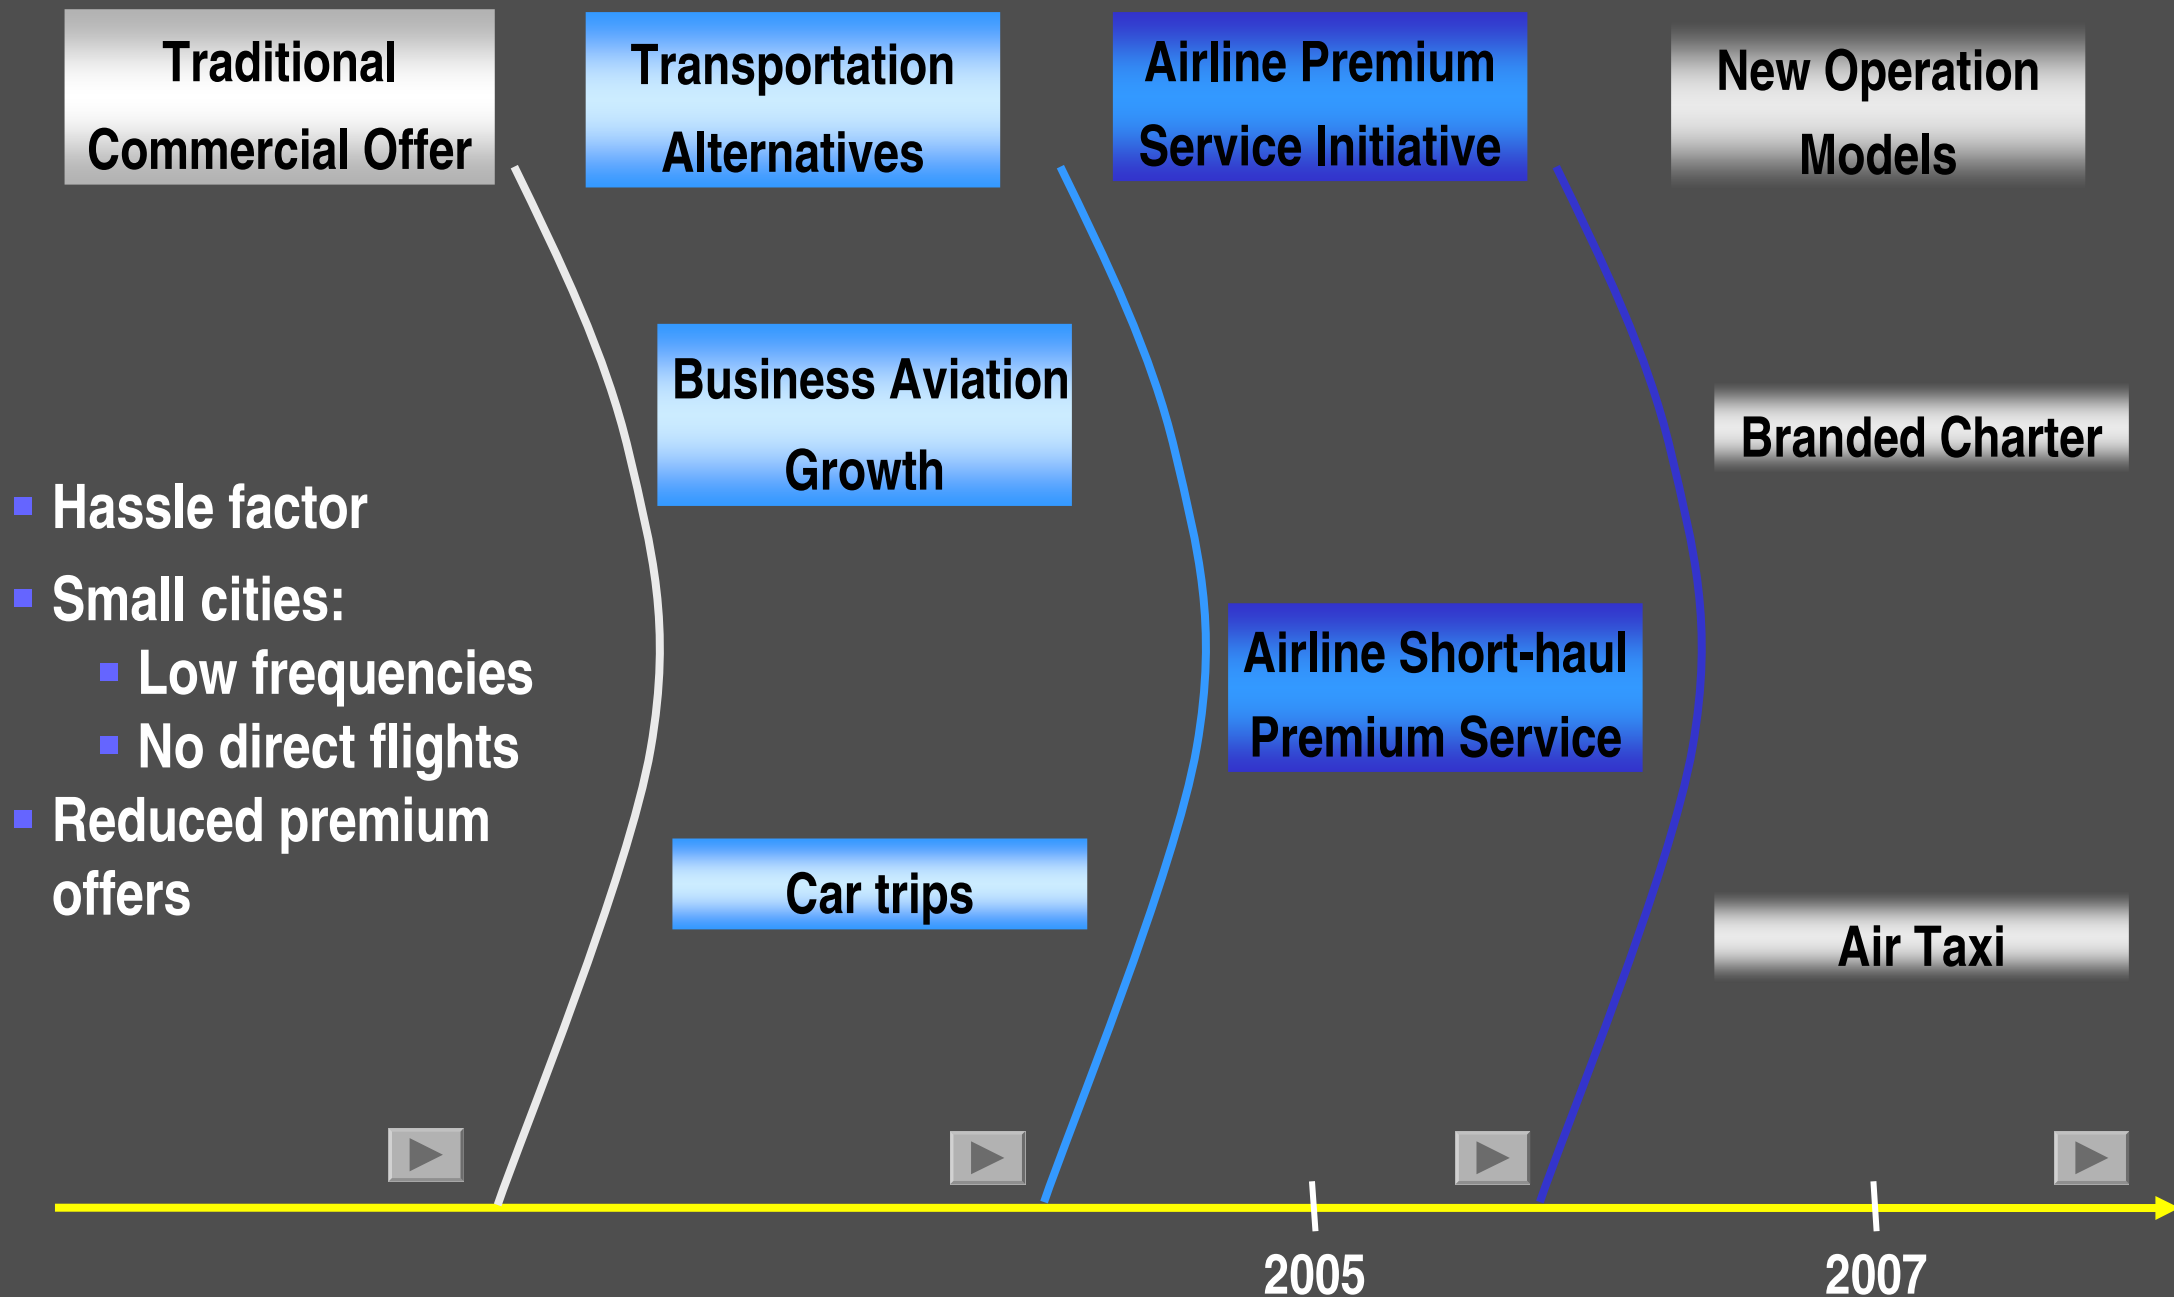 Traditional
Commercial Offer
Transportation
Alternatives
Airline Premium
Service Initiative
New Operation
Models
Hassle factor
Small cities:
Low frequencies
No direct flights
Reduced premium
offers
Business Aviation
Growth
Car trips
Airline Short-haul
Premium Service
Branded Charter
Air Taxi
2005
2007